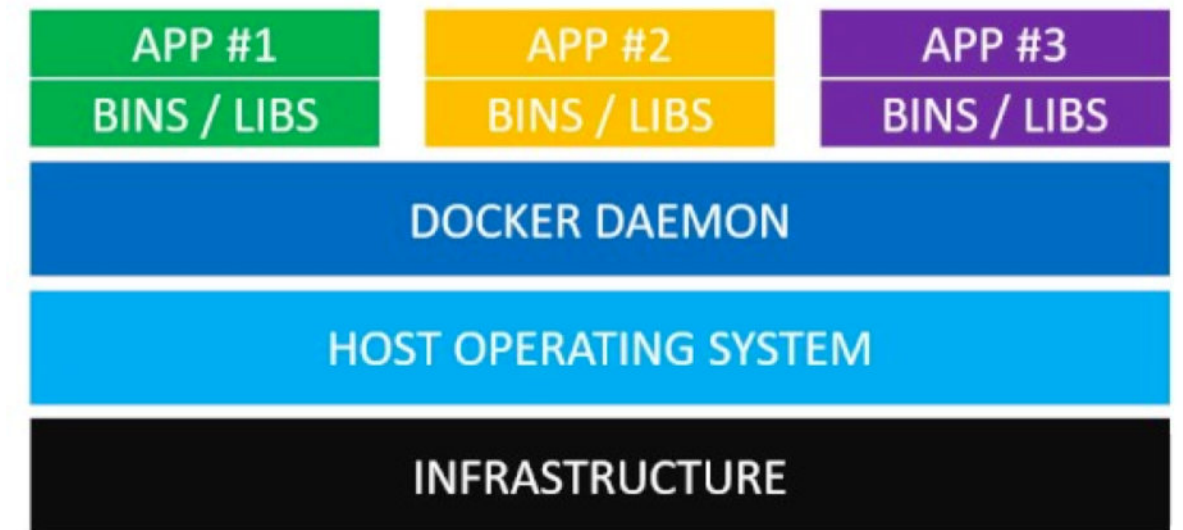 APP #1
APP #2
APP #3
BINS / LIBS
BINS / LIBS
BINS / LIBS
DOCKER DAEMON
HOST OPERATING SYSTEM
INFRASTRUCTURE